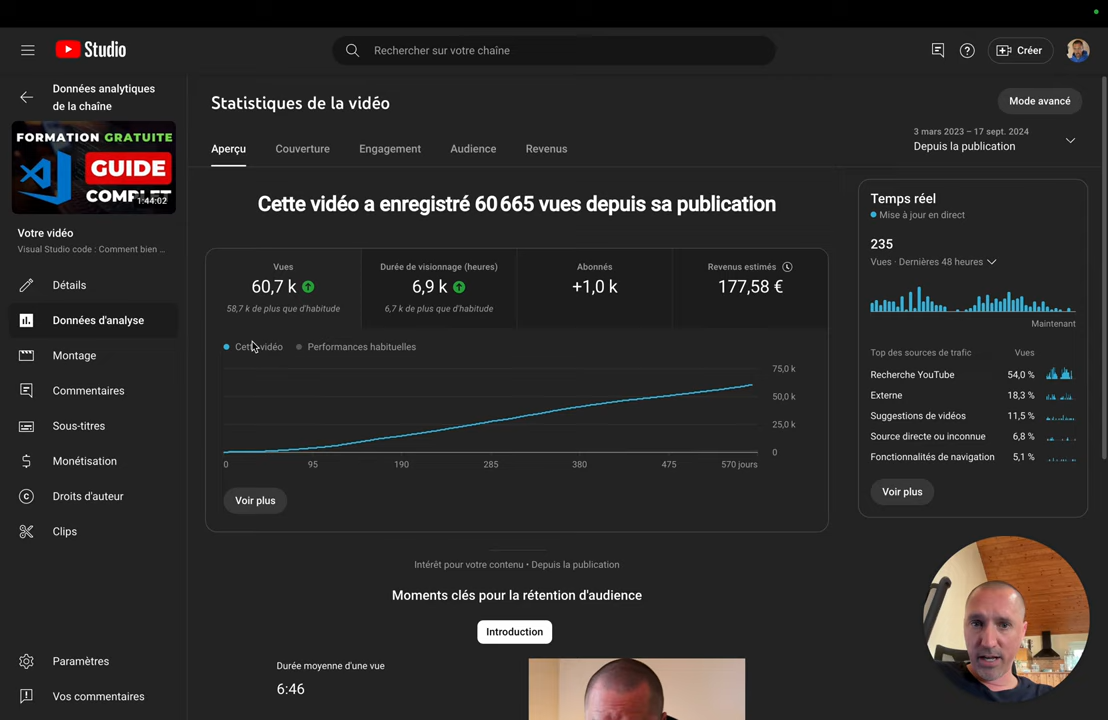 Studio
Rechercher sur votre chaîne
Créer
Données analytiques
de la chaîne
FORMATION GRATUITE
GUIDE
COMPLET
1:44:02
Votre vidéo
Visual Studio code : Comment bien ...
Détails
Données d'analyse
Montage
Commentaires
Sous-titres
Monétisation
Droits d'auteur
Clips
Paramètres
Vos commentaires
Statistiques de la vidéo
Mode avancé
Aperçu
Couverture
Engagement
Audience
Revenus
3 mars 2023 – 17 sept. 2024
Depuis la publication
Cette vidéo a enregistré 60 665 vues depuis sa publication
Vues
60,7 k
58,7 k de plus que d'habitude
Durée de visionnage (heures)
6,9 k
6,7 k de plus que d'habitude
Abonnés
+1,0 k
Revenus estimés
177,58 €
Cette vidéo
Performances habituelles
75,0 k
50,0 k
25,0 k
0
0
95
190
285
380
475
570 jours
Voir plus
Intérêt pour votre contenu • Depuis la publication
Moments clés pour la rétention d'audience
Introduction
Durée moyenne d'une vue
6:46
Temps réel
Mise à jour en direct
235
Vues · Dernières 48 heures
Maintenant
Top des sources de trafic
Vues
Recherche YouTube
54,0 %
Externe
18,3 %
Suggestions de vidéos
11,5 %
Source directe ou inconnue
6,8 %
Fonctionnalités de navigation
5,1 %
Voir plus